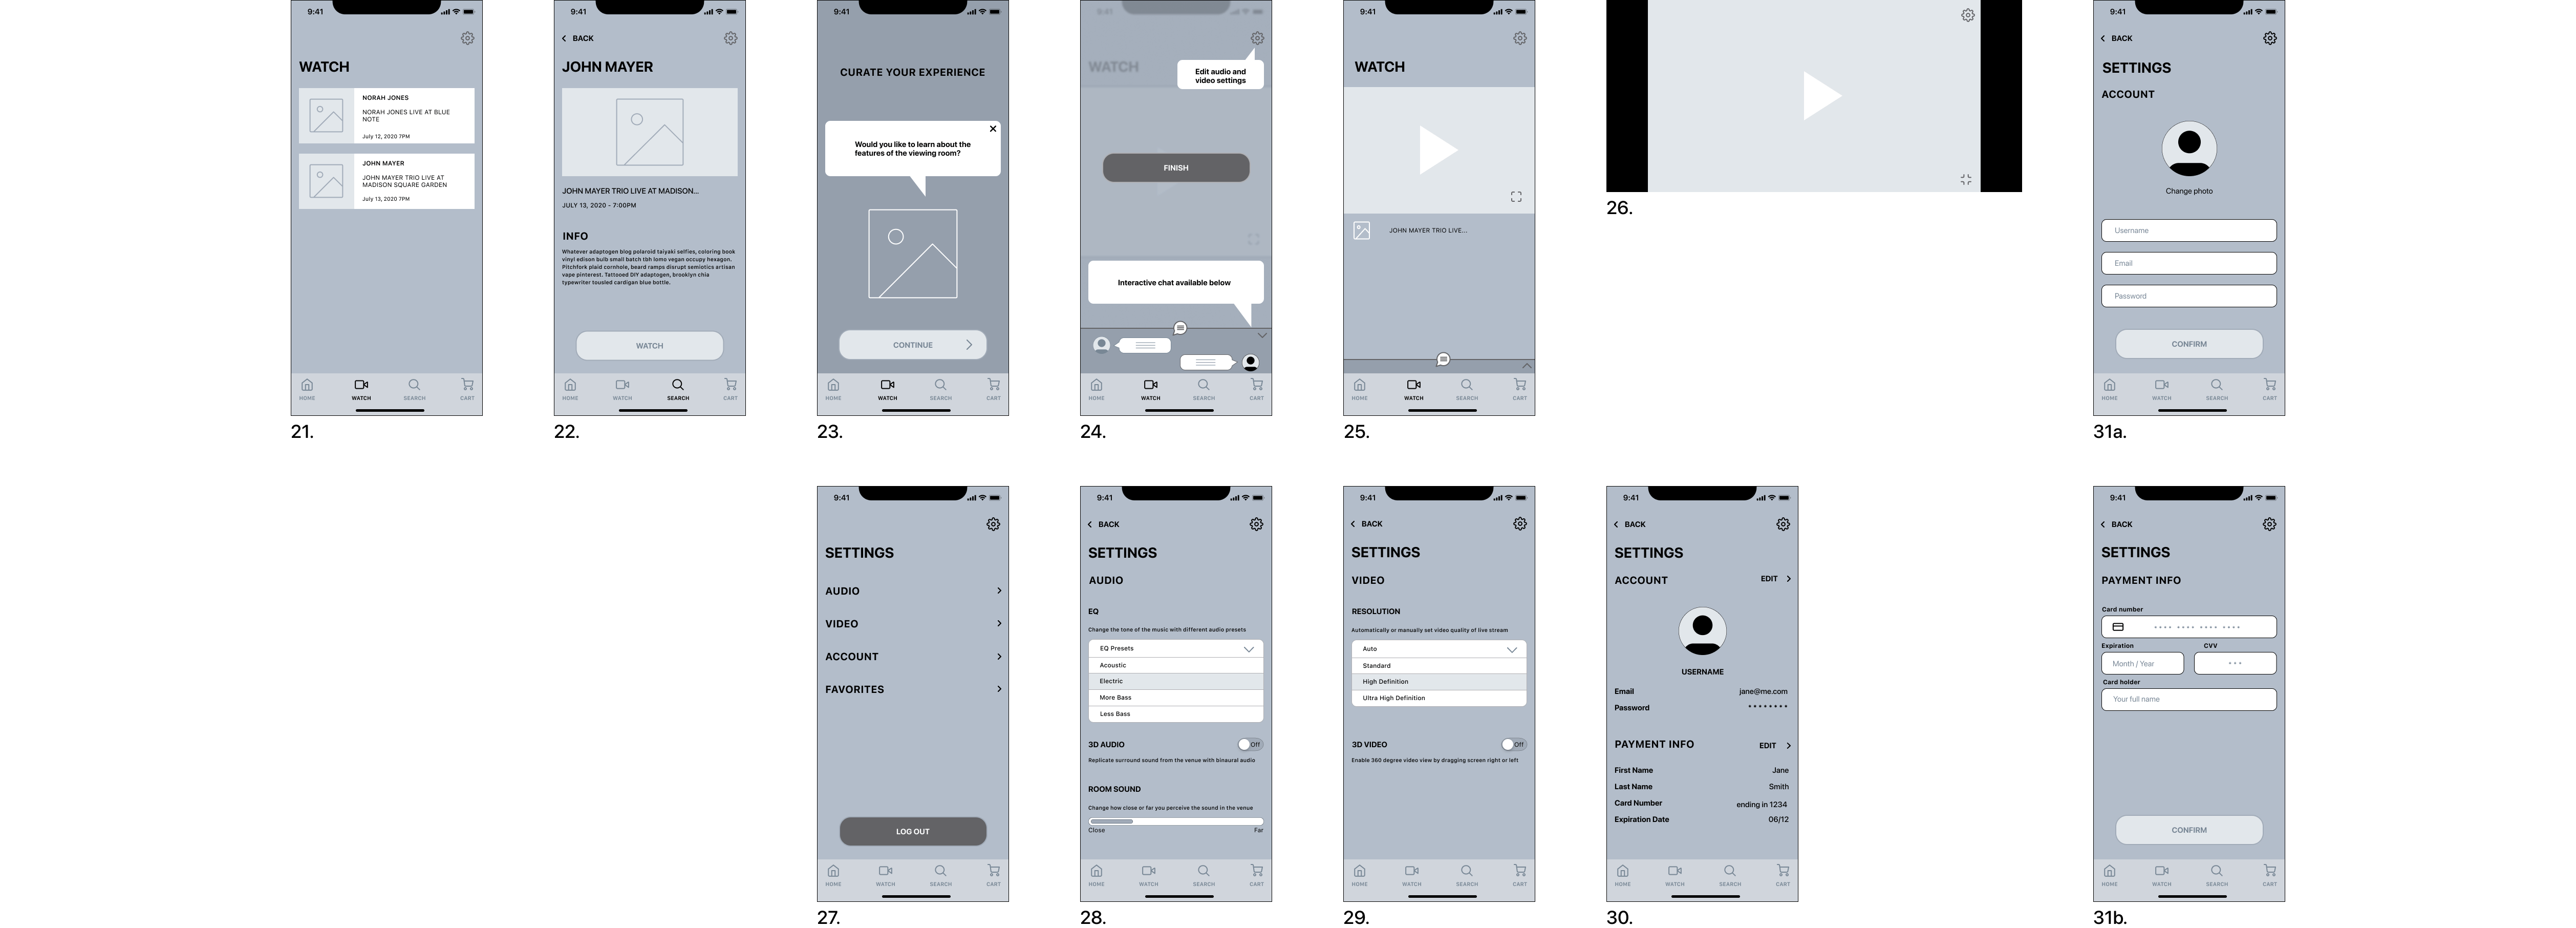 9:41
WATCH
NORAH JONES
NORAH JONES LIVE AT BLUE
NOTE
July 12, 2020 7PM
JOHN MAYER
JOHN MAYER TRIO LIVE AT
MADISON SQUARE GARDEN
July 13, 2020 7PM
HOME WATCH SEARCH CART
21.
9:41
BACK
JOHN MAYER
JOHN MAYER TRIO LIVE AT MADISON...
JULY 13, 2020 - 7:00PM
INFO
Whatever adaptogen blog polaroid taiyaki selfies, coloring book
vinyl edison bulb small batch tbh lomo vegan occupy hexagon.
Pitchfork plaid cornhole, beard ramps disrupt semiotics artisan
vape pinterest. Tattooed DIY adaptogen, brooklyn chia
typewriter tousled cardigan blue bottle.
WATCH
HOME WATCH SEARCH CART
22.
9:41
CURATE YOUR EXPERIENCE
Would you like to learn about the
features of the viewing room?
CONTINUE
HOME WATCH SEARCH CART
23.
9:41
WATCH
Edit audio and
video settings
FINISH
Interactive chat available below
HOME WATCH SEARCH CART
24.
9:41
WATCH
JOHN MAYER TRIO LIVE...
HOME WATCH SEARCH CART
25.
26.
9:41
BACK
SETTINGS
ACCOUNT
Change photo
Username
Email
Password
CONFIRM
HOME WATCH SEARCH CART
31a.
9:41
SETTINGS
AUDIO
VIDEO
ACCOUNT
FAVORITES
LOG OUT
HOME WATCH SEARCH CART
27.
9:41
BACK
SETTINGS
AUDIO
EQ
Change the tone of the music with different audio presets
EQ Presets
Acoustic
Electric
More Bass
Less Bass
3D AUDIO Off
Replicate surround sound from the venue with binaural audio
ROOM SOUND
Change how close or far you perceive the sound in the venue
Close Far
HOME WATCH SEARCH CART
28.
9:41
BACK
SETTINGS
VIDEO
RESOLUTION
Automatically or manually set video quality of live stream
Auto
Standard
High Definition
Ultra High Definition
3D VIDEO Off
Enable 360 degree video view by dragging screen right or left
HOME WATCH SEARCH CART
29.
9:41
BACK
SETTINGS
ACCOUNT EDIT
USERNAME
Email jane@me.com
Password ••••••••
PAYMENT INFO EDIT
First Name Jane
Last Name Smith
Card Number ending in 1234
Expiration Date 06/12
HOME WATCH SEARCH CART
30.
9:41
BACK
SETTINGS
PAYMENT INFO
Card number
•••• •••• •••• ••••
Expiration CVV
Month / Year •••
Card holder
Your full name
CONFIRM
HOME WATCH SEARCH CART
31b.